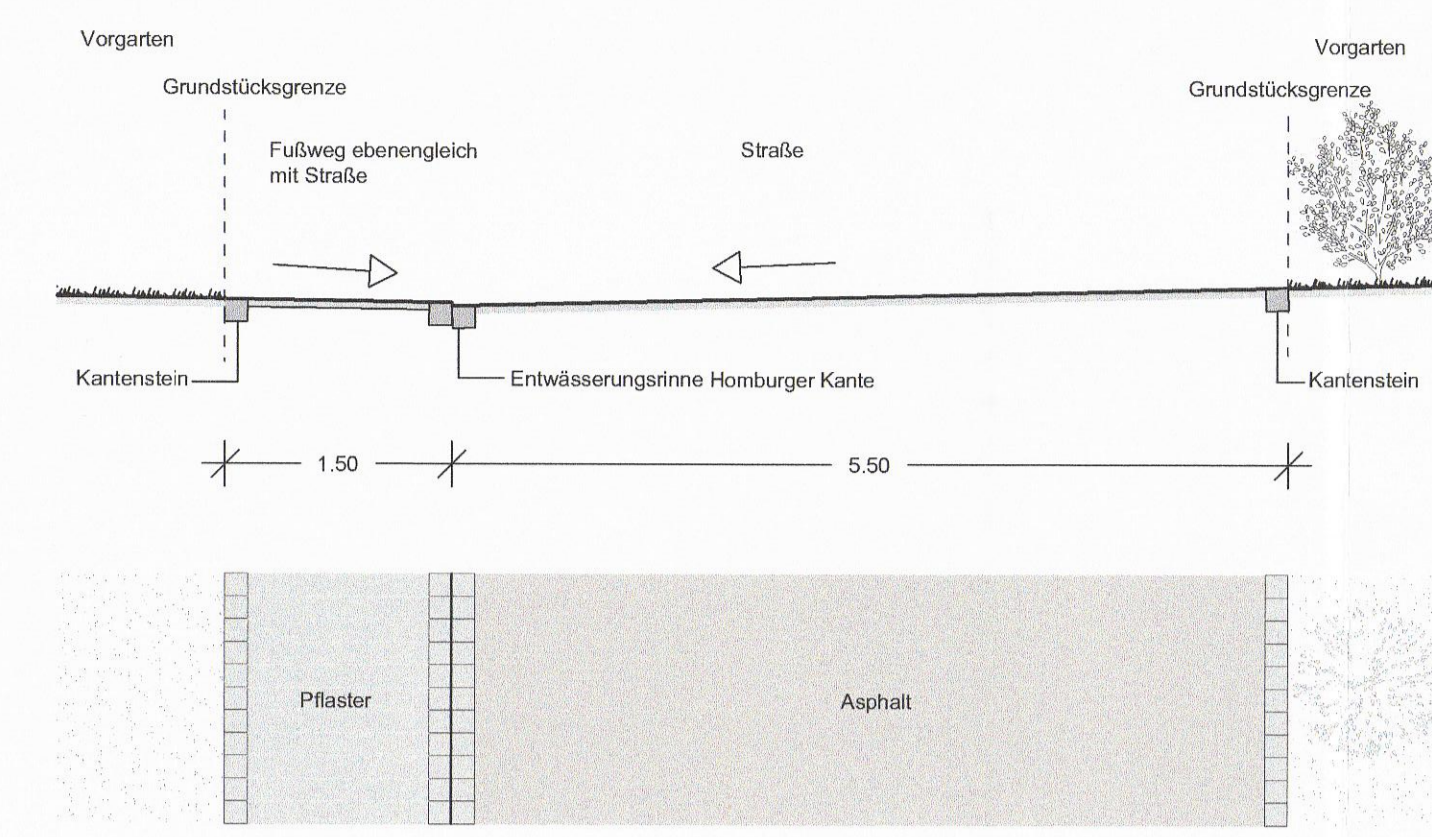 Vorgarten
Vorgarten
Grundstücksgrenze
Grundstücksgrenze
Fußweg ebenengleich
mit Straße
Straße
Kantenstein
Entwässerungsrinne Homburger Kante
Kantenstein
1.50
5.50
Pflaster
Asphalt